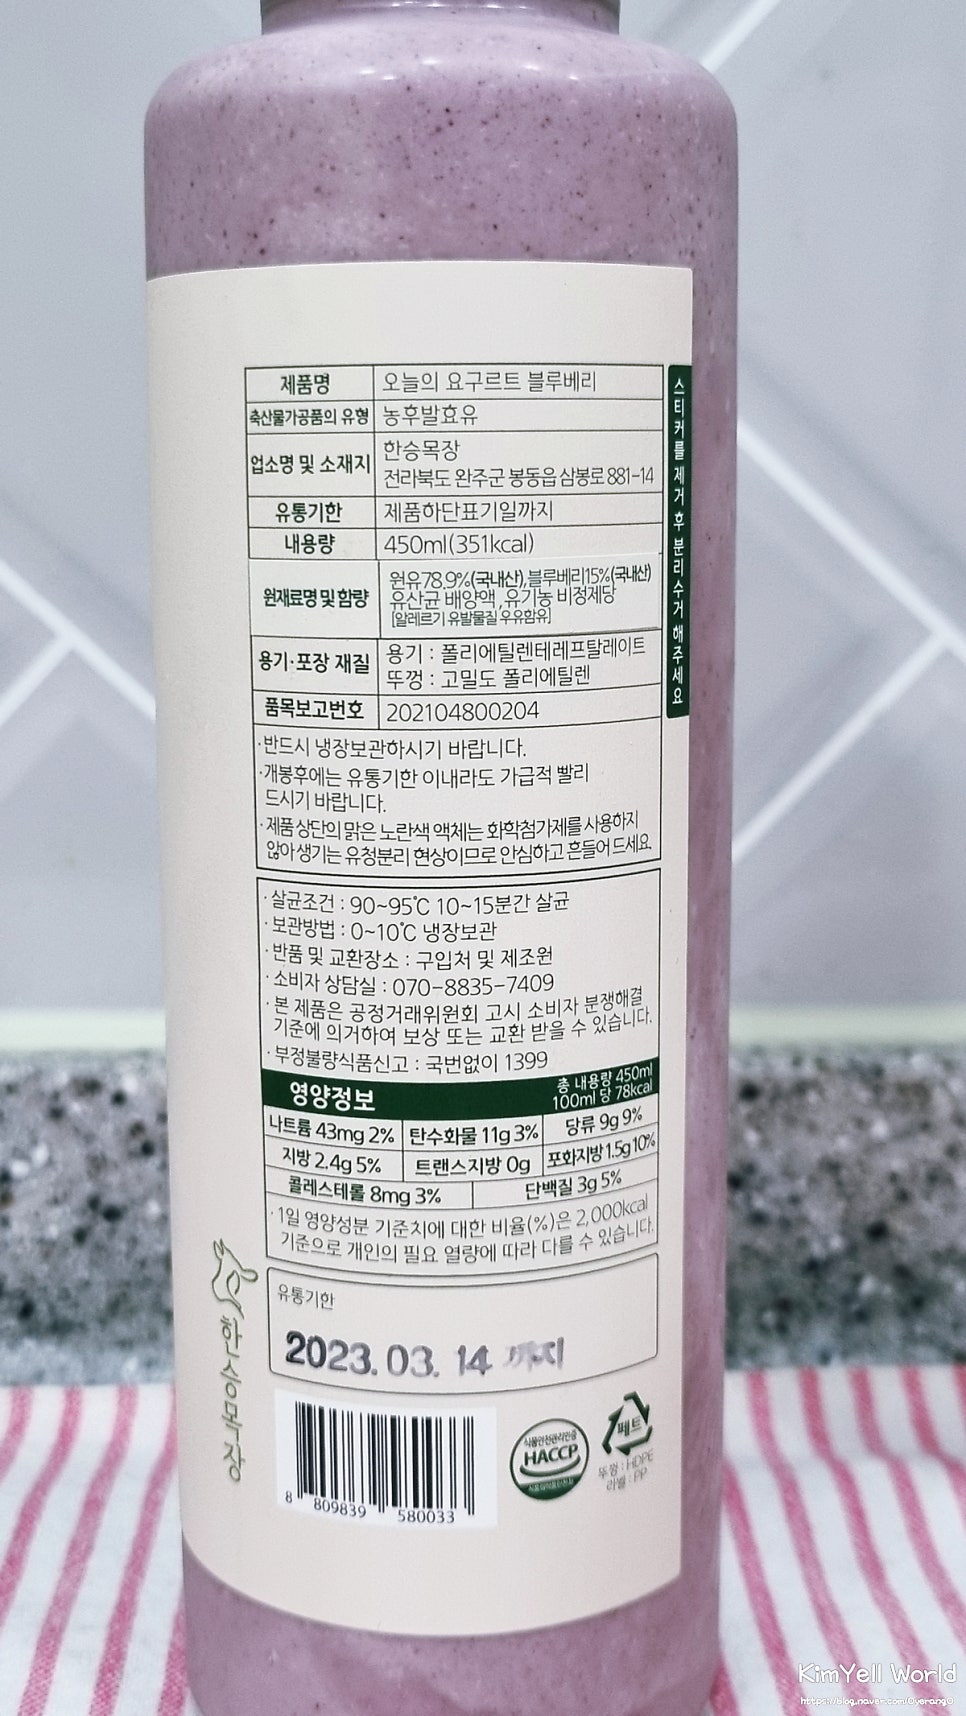 제품명 오늘의 요구르트 블루베리
축산물가공품의 유형 농후발효유
업소명 및 소재지 한승목장
전라북도 완주군 봉동읍 삼봉로 881-14
유통기한 제품하단표기일까지
내용량 450ml(351kcal)
원재료명 및 함량 원유78.9%(국내산),블루베리15%(국내산)
유산균 배양액, 유기농 비정제당
[알레르기 유발물질 우유함유]
용기·포장 재질 용기 : 폴리에틸렌테레프탈레이트
뚜껑 : 고밀도 폴리에틸렌
품목보고번호 202104800204
·반드시 냉장보관하시기 바랍니다.
·개봉후에는 유통기한 이내라도 가급적 빨리
드시기 바랍니다.
·제품 상단의 맑은 노란색 액체는 화학첨가제를 사용하지
않아 생기는 유청분리 현상이므로 안심하고 흔들어 드세요.
스티커를 제거 후 분리수거 해주세요
·살균조건 : 90~95℃ 10~15분간 살균
·보관방법 : 0~10℃ 냉장보관
·반품 및 교환장소 : 구입처 및 제조원
·소비자 상담실 : 070-8835-7409
·본 제품은 공정거래위원회 고시 소비자 분쟁해결
기준에 의거하여 보상 또는 교환 받을 수 있습니다.
·부정불량식품신고 : 국번없이 1399
영양정보 총 내용량 450ml
100ml 당 78kcal
나트륨 43mg 2% 탄수화물 11g 3% 당류 9g 9%
지방 2.4g 5% 트랜스지방 0g 포화지방 1.5g 10%
콜레스테롤 8mg 3% 단백질 3g 5%
·1일 영양성분 기준치에 대한 비율(%)은 2,000kcal
기준으로 개인의 필요 열량에 따라 다를 수 있습니다.
유통기한
2023. 03. 14 까지
한승목장
8 809839 580033
식품안전관리인증
HACCP
페트
뚜껑 : HDPE
라벨 : PP
KimYell World
https://blog.naver.com/0yerang0